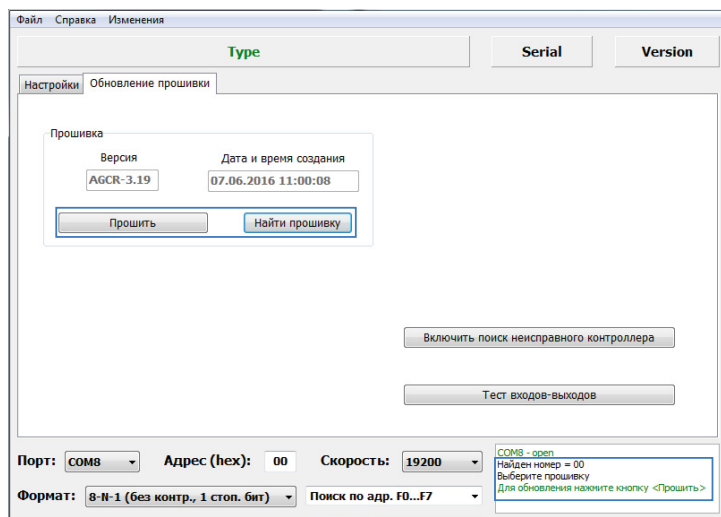 Файл Справка Изменения
Type Serial Version
Настройки Обновление прошивки
Прошивка
Версия Дата и время создания
AGCR-3.19 07.06.2016 11:00:08
Прошить Найти прошивку
Включить поиск неисправного контроллера
Тест входов-выходов
Порт: COM8 Адрес (hex): 00 Скорость: 19200
Формат: 8-N-1 (без контр., 1 стоп. бит) Поиск по адр. F0...F7
COM8 - open
Найден номер = 00
Выберите прошивку
Для обновления нажмите кнопку <Прошить>